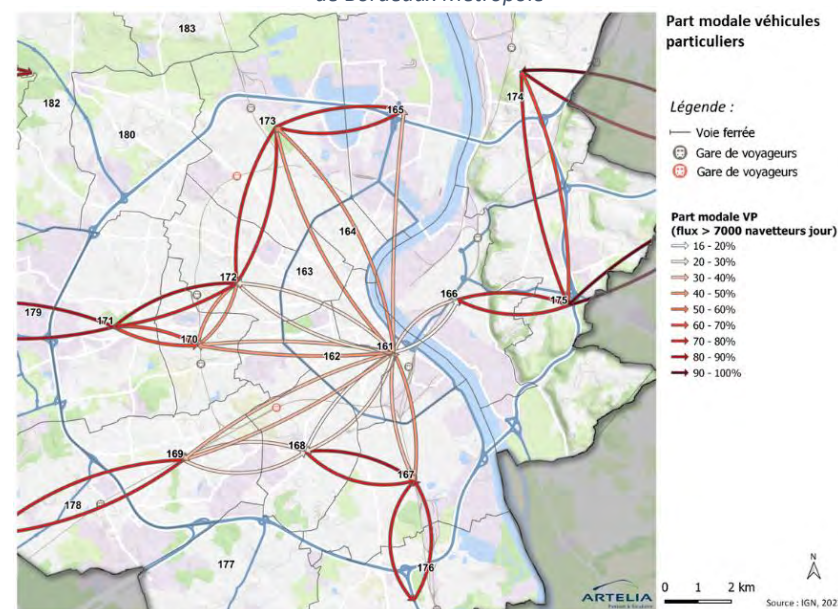 de Bordeaux Métropole
Part modale véhicules
particuliers
Légende :
Voie ferrée
Gare de voyageurs
Gare de voyageurs
Part modale VP
(flux > 7000 navetteurs jour)
16 - 20%
20 - 30%
30 - 40%
40 - 50%
50 - 60%
60 - 70%
70 - 80%
80 - 90%
90 - 100%
183
182
180
173
165
174
164
163
172
179
171
170
162
161
166
175
169
168
167
178
177
176
N
0 1 2 km
ARTELIA
Source : IGN, 202